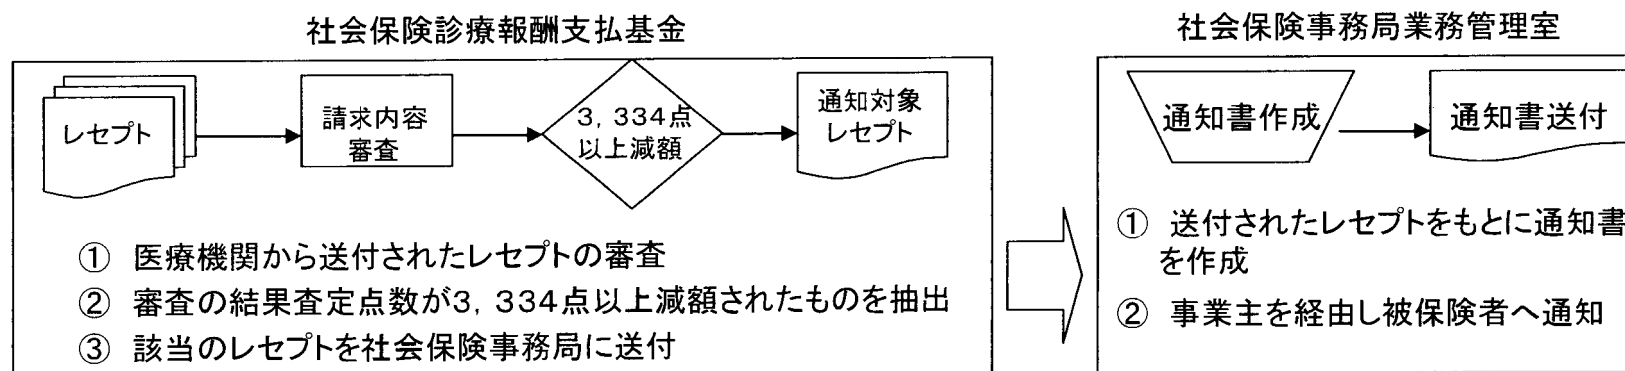 社会保険診療報酬支払基金
レセプト
請求内容
審査
3，334点
以上減額
通知対象
レセプト
① 医療機関から送付されたレセプトの審査
② 審査の結果査定点数が3，334点以上減額されたものを抽出
③ 該当のレセプトを社会保険事務局に送付
社会保険事務局業務管理室
通知書作成
通知書送付
① 送付されたレセプトをもとに通知書
を作成
② 事業主を経由し被保険者へ通知